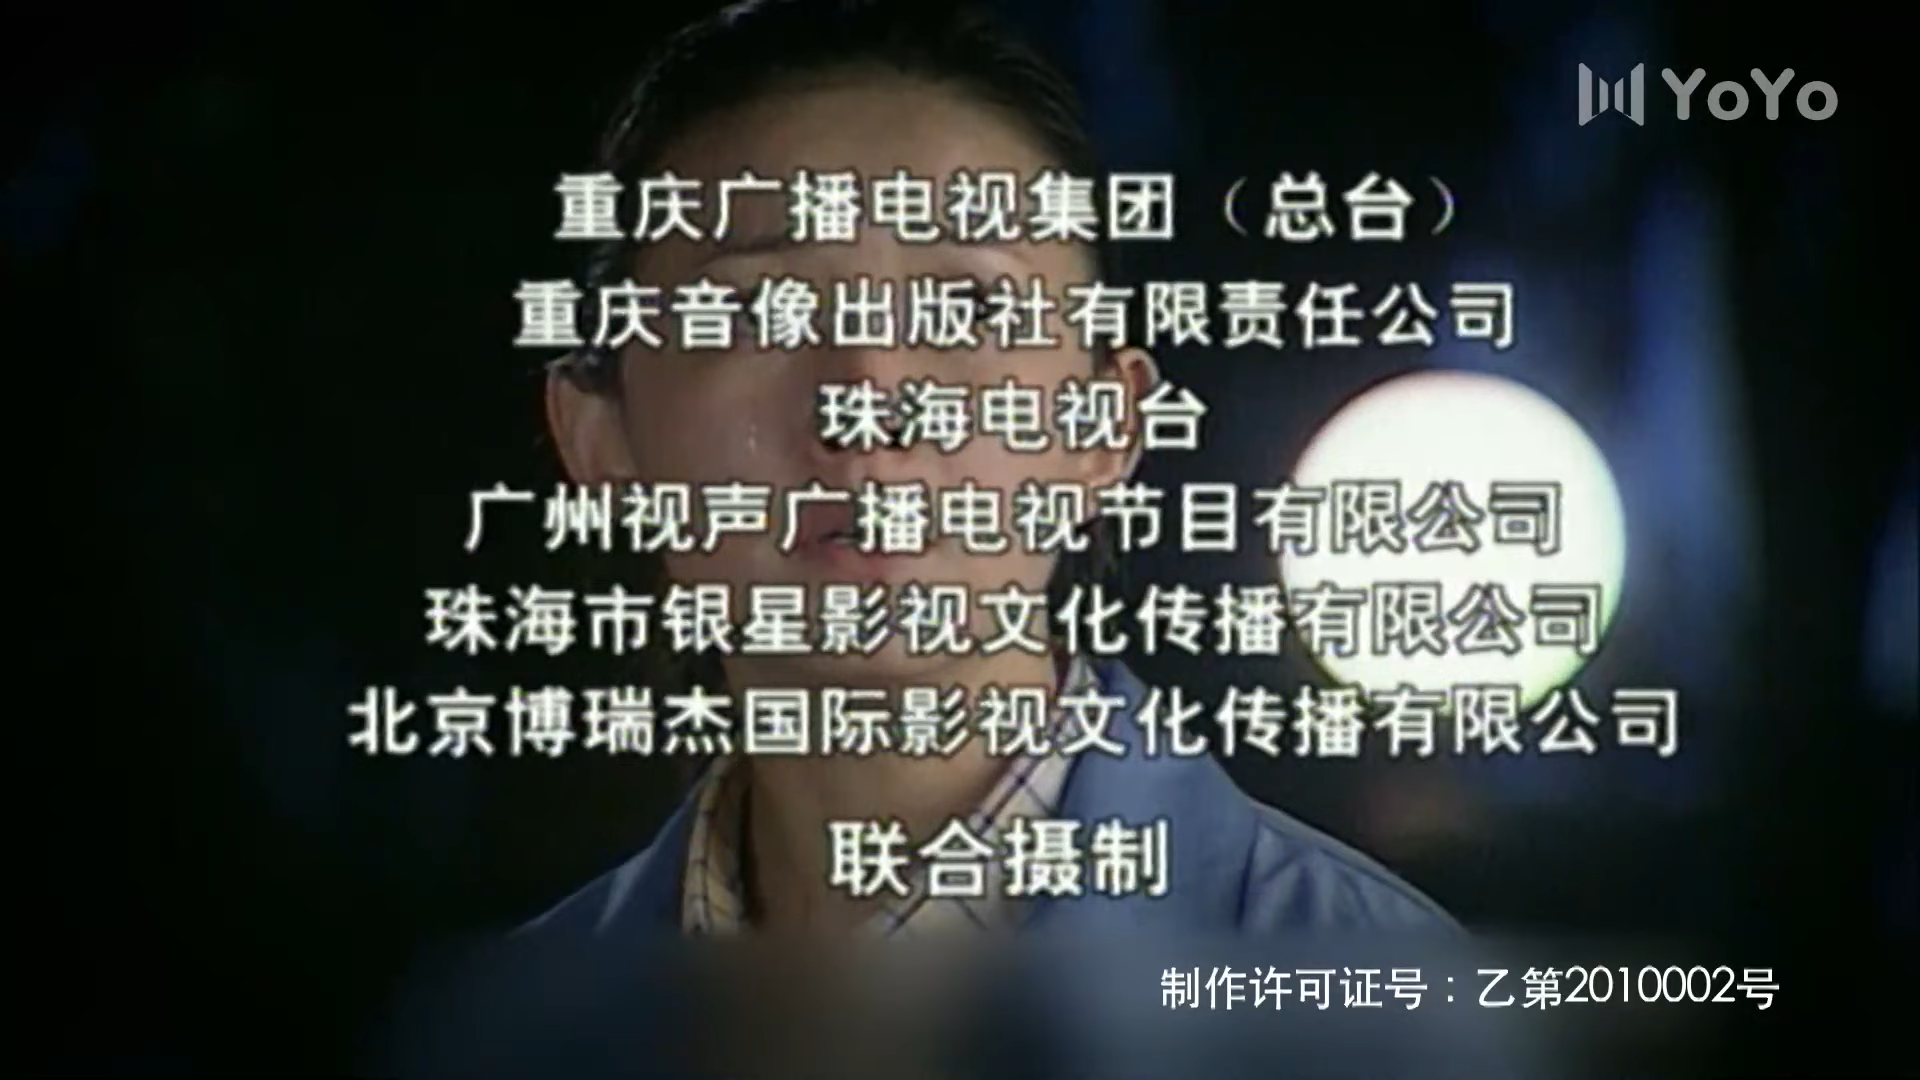 YoYo
重庆广播电视集团（总台）
重庆音像出版社有限责任公司
珠海电视台
广州视声广播电视节目有限公司
珠海市银星影视文化传播有限公司
北京博瑞杰国际影视文化传播有限公司
联合摄制
制作许可证号：乙第2010002号